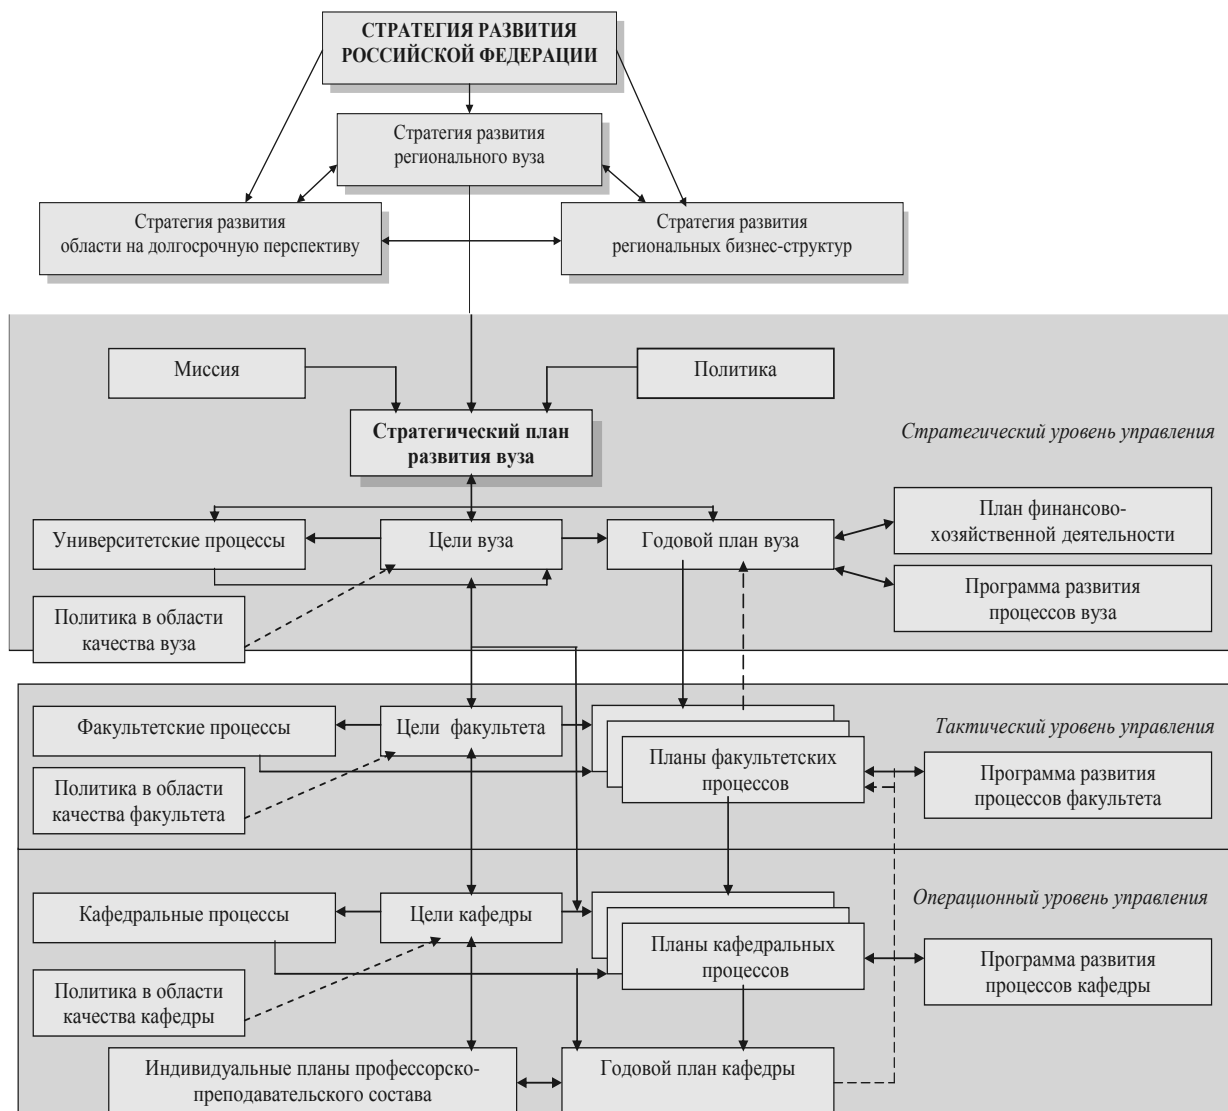 СТРАТЕГИЯ РАЗВИТИЯ
РОССИЙСКОЙ ФЕДЕРАЦИИ
Стратегия развития
регионального вуза
Стратегия развития
области на долгосрочную перспективу
Стратегия развития
региональных бизнес-структур
Миссия
Политика
Стратегический план
развития вуза
Стратегический уровень управления
Университетские процессы
Цели вуза
Годовой план вуза
План финансово-
хозяйственной деятельности
Программа развития
процессов вуза
Политика в области
качества вуза
Факультетские процессы
Цели факультета
Тактический уровень управления
Планы факультетских
процессов
Программа развития
процессов факультета
Политика в области
качества факультета
Кафедральные процессы
Цели кафедры
Операционный уровень управления
Планы кафедральных
процессов
Программа развития
процессов кафедры
Политика в области
качества кафедры
Индивидуальные планы профессорско-
преподавательского состава
Годовой план кафедры